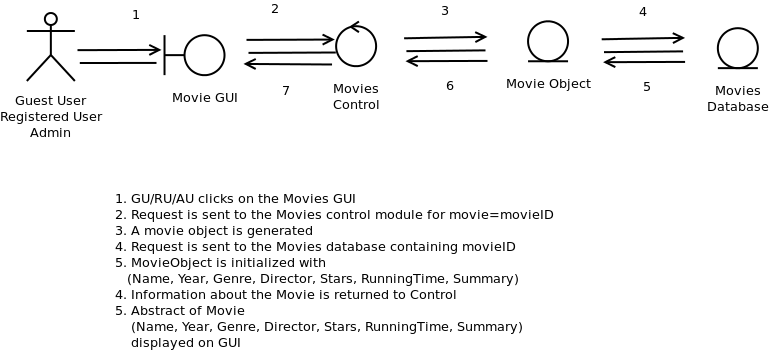 1
2
3
4
7
6
5
Guest User
Registered User
Admin
Movie GUI
Movies
Control
Movie Object
Movies
Database
1. GU/RU/AU clicks on the Movies GUI
2. Request is sent to the Movies control module for movie=movieID
3. A movie object is generated
4. Request is sent to the Movies database containing movieID
5. MovieObject is initialized with
(Name, Year, Genre, Director, Stars, RunningTime, Summary)
4. Information about the Movie is returned to Control
5. Abstract of Movie
(Name, Year, Genre, Director, Stars, RunningTime, Summary)
displayed on GUI